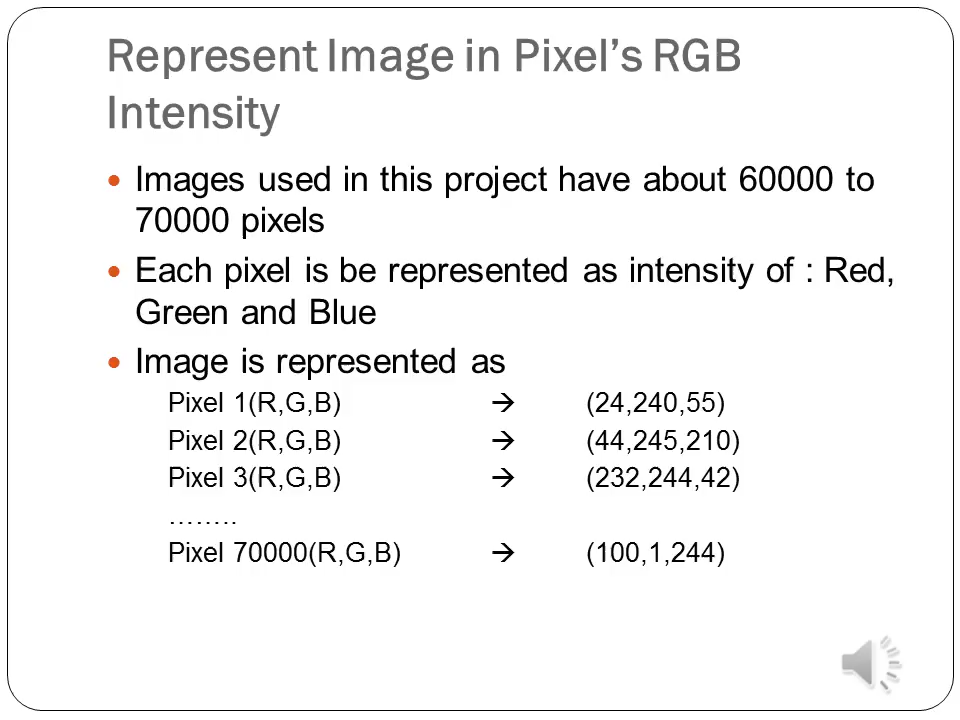 Represent Image in Pixel’s RGB
Intensity
• Images used in this project have about 60000 to
70000 pixels
• Each pixel is be represented as intensity of : Red,
Green and Blue
• Image is represented as
Pixel 1(R,G,B) → (24,240,55)
Pixel 2(R,G,B) → (44,245,210)
Pixel 3(R,G,B) → (232,244,42)
........
Pixel 70000(R,G,B) → (100,1,244)